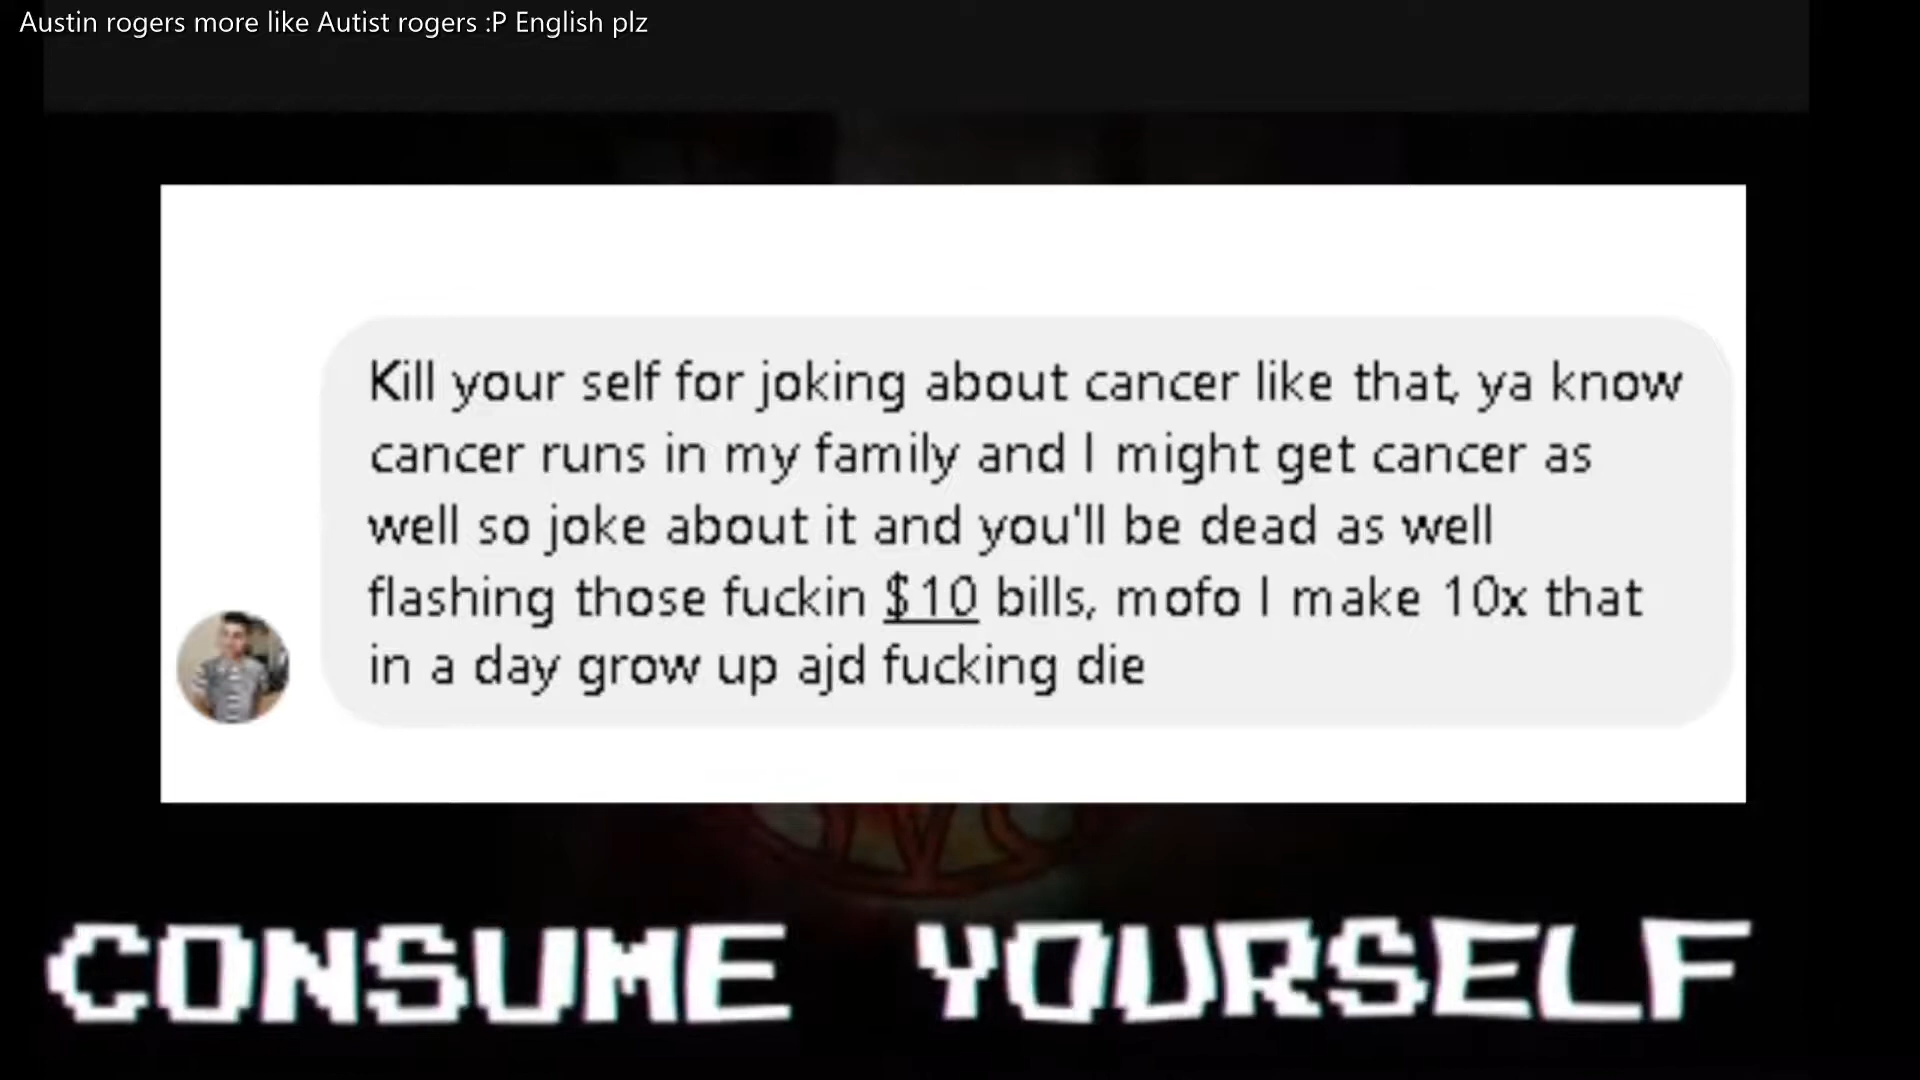 Austin rogers more like Autist rogers :P English plz
Kill your self for joking about cancer like that, ya know
cancer runs in my family and I might get cancer as
well so joke about it and you'll be dead as well
flashing those fuckin $10 bills, mofo I make 10x that
in a day grow up ajd fucking die
CONSUME YOURSELF